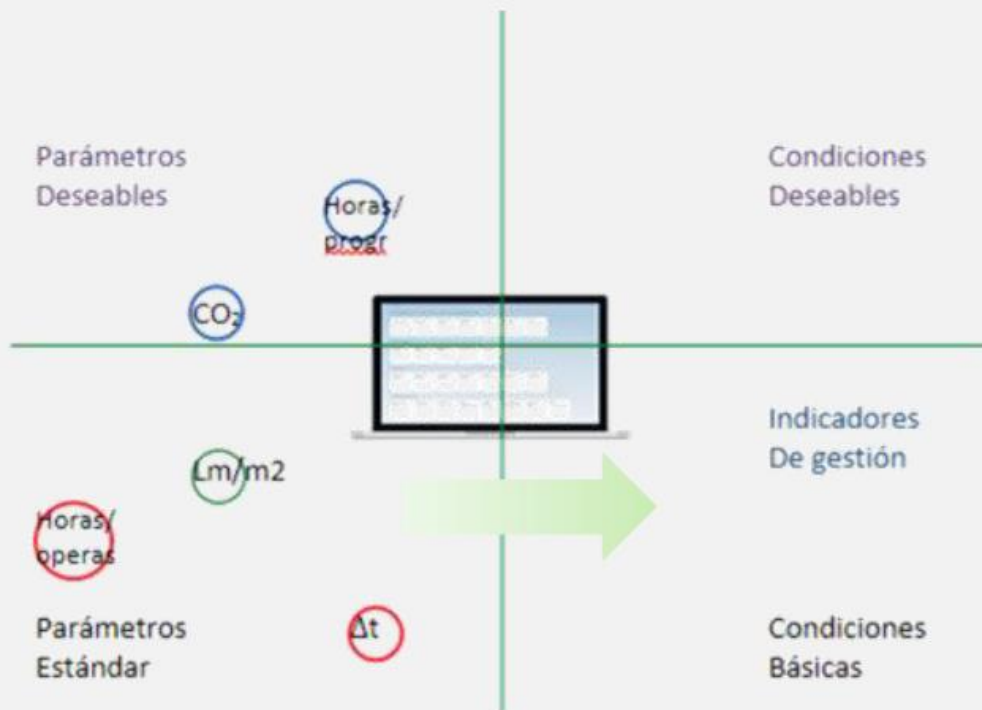 Parámetros
Deseables
Condiciones
Deseables
Horas/
progr
CO₂
Indicadores
De gestión
Lm/m2
Horas/
operas
Parámetros
Estándar
Δt
Condiciones
Básicas